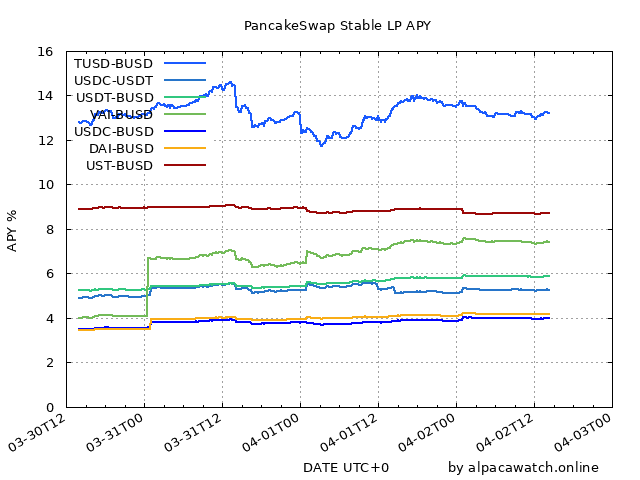 PancakeSwap Stable LP APY
16
14
12
10
8
6
4
2
0
APY %
TUSD-BUSD
USDC-USDT
USDT-BUSD
VAI-BUSD
USDC-BUSD
DAI-BUSD
UST-BUSD
03-30T12
03-31T00
03-31T12
04-01T00
04-01T12
04-02T00
04-02T12
04-03T00
DATE UTC+0
by alpacawatch.online